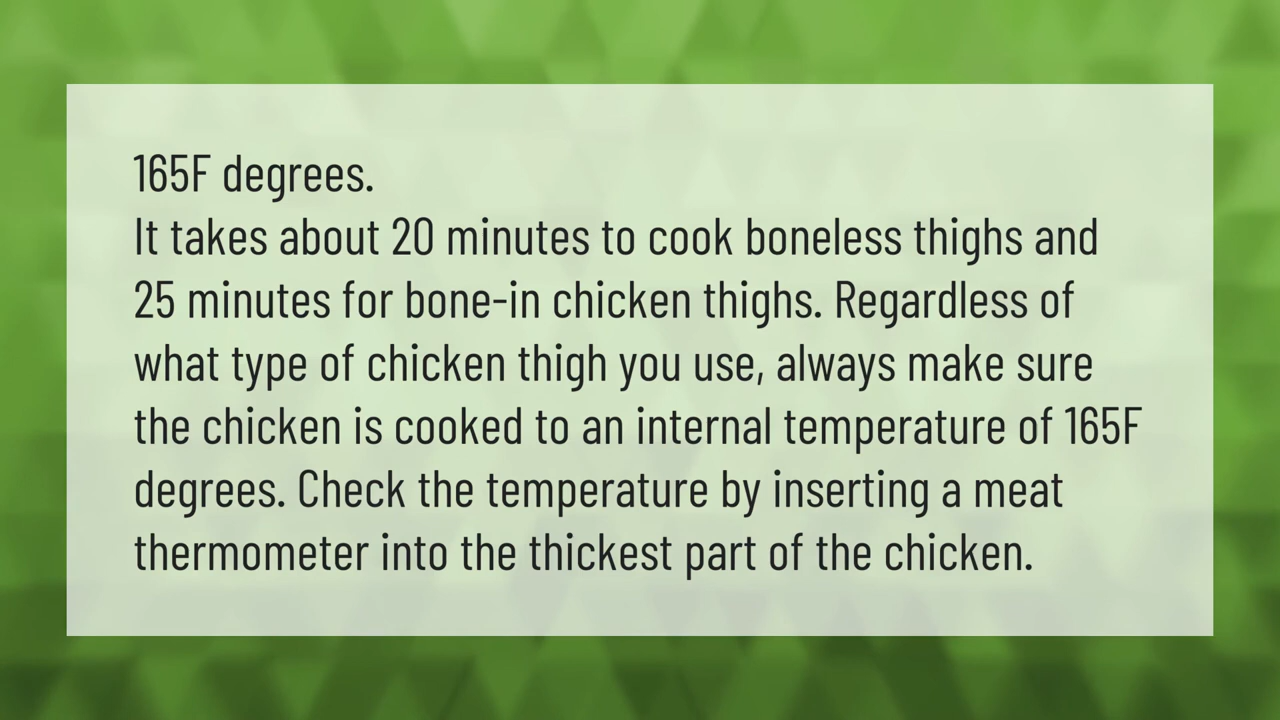 165F degrees.
It takes about 20 minutes to cook boneless thighs and
25 minutes for bone-in chicken thighs. Regardless of
what type of chicken thigh you use, always make sure
the chicken is cooked to an internal temperature of 165F
degrees. Check the temperature by inserting a meat
thermometer into the thickest part of the chicken.